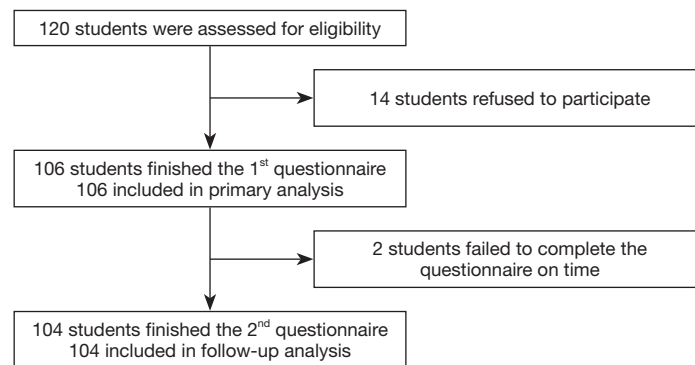 120 students were assessed for eligibility
14 students refused to participate
106 students finished the 1st questionnaire
106 included in primary analysis
2 students failed to complete the
questionnaire on time
104 students finished the 2nd questionnaire
104 included in follow-up analysis